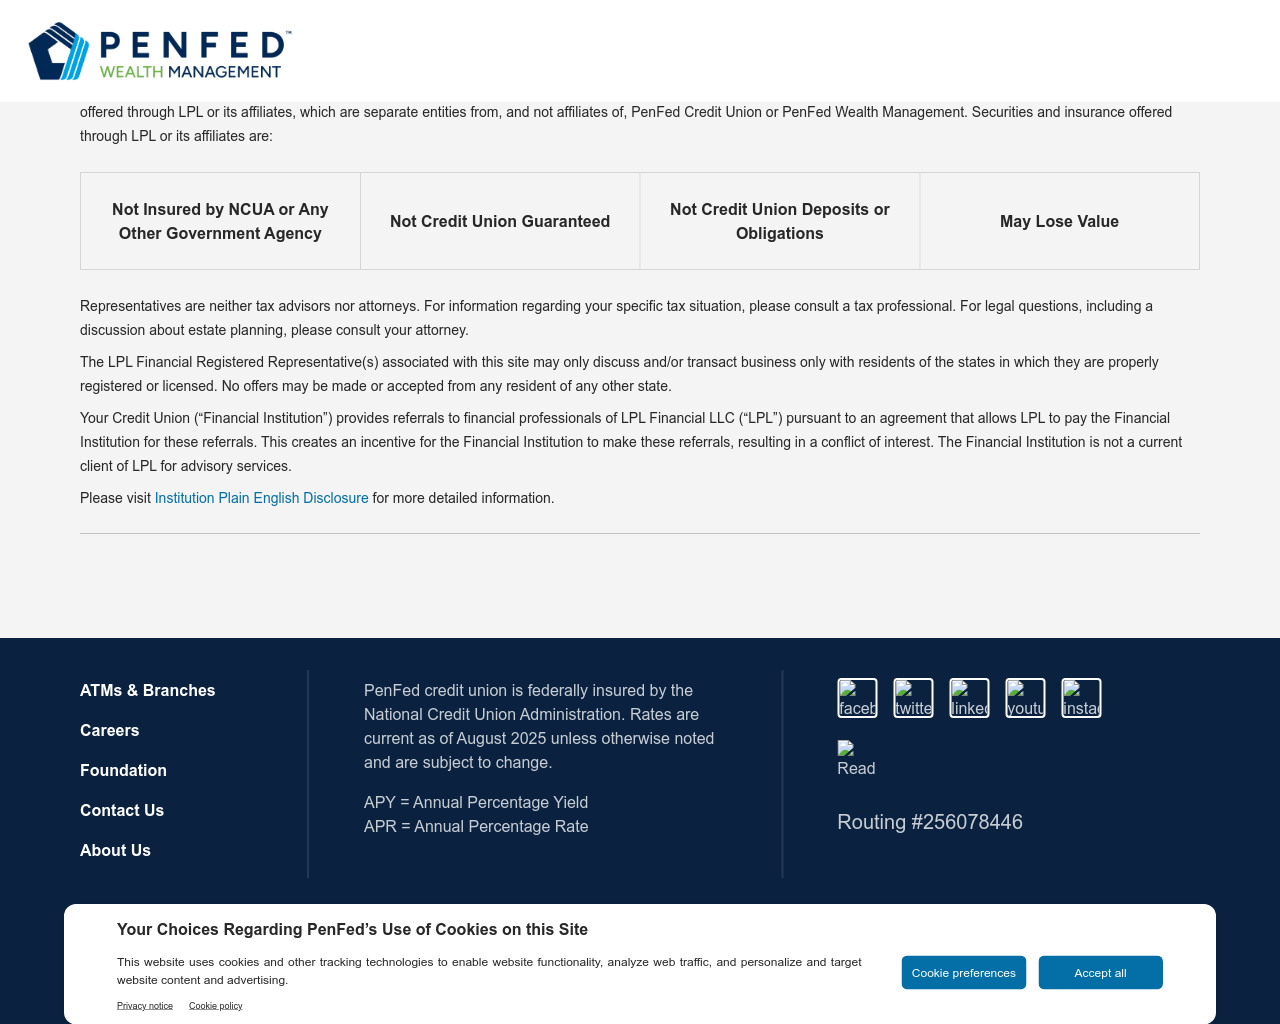 PENFED™
WEALTH MANAGEMENT
offered through LPL or its affiliates, which are separate entities from, and not affiliates of, PenFed Credit Union or PenFed Wealth Management. Securities and insurance offered
through LPL or its affiliates are:
Not Insured by NCUA or Any
Other Government Agency
Not Credit Union Guaranteed
Not Credit Union Deposits or
Obligations
May Lose Value
Representatives are neither tax advisors nor attorneys. For information regarding your specific tax situation, please consult a tax professional. For legal questions, including a
discussion about estate planning, please consult your attorney.
The LPL Financial Registered Representative(s) associated with this site may only discuss and/or transact business only with residents of the states in which they are properly
registered or licensed. No offers may be made or accepted from any resident of any other state.
Your Credit Union (“Financial Institution”) provides referrals to financial professionals of LPL Financial LLC (“LPL”) pursuant to an agreement that allows LPL to pay the Financial
Institution for these referrals. This creates an incentive for the Financial Institution to make these referrals, resulting in a conflict of interest. The Financial Institution is not a current
client of LPL for advisory services.
Please visit Institution Plain English Disclosure for more detailed information.
ATMs & Branches
Careers
Foundation
Contact Us
About Us
PenFed credit union is federally insured by the
National Credit Union Administration. Rates are
current as of August 2025 unless otherwise noted
and are subject to change.
APY = Annual Percentage Yield
APR = Annual Percentage Rate
faceb
twitte
linked
youtu
instag
Read
Routing #256078446
Your Choices Regarding PenFed’s Use of Cookies on this Site
This website uses cookies and other tracking technologies to enable website functionality, analyze web traffic, and personalize and target
website content and advertising.
Privacy notice
Cookie policy
Cookie preferences
Accept all